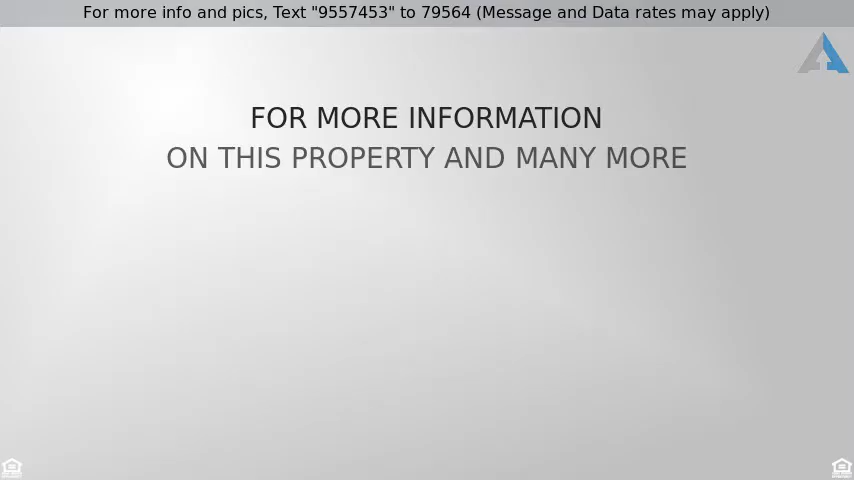 For more info and pics, Text "9557453" to 79564 (Message and Data rates may apply)
FOR MORE INFORMATION
ON THIS PROPERTY AND MANY MORE